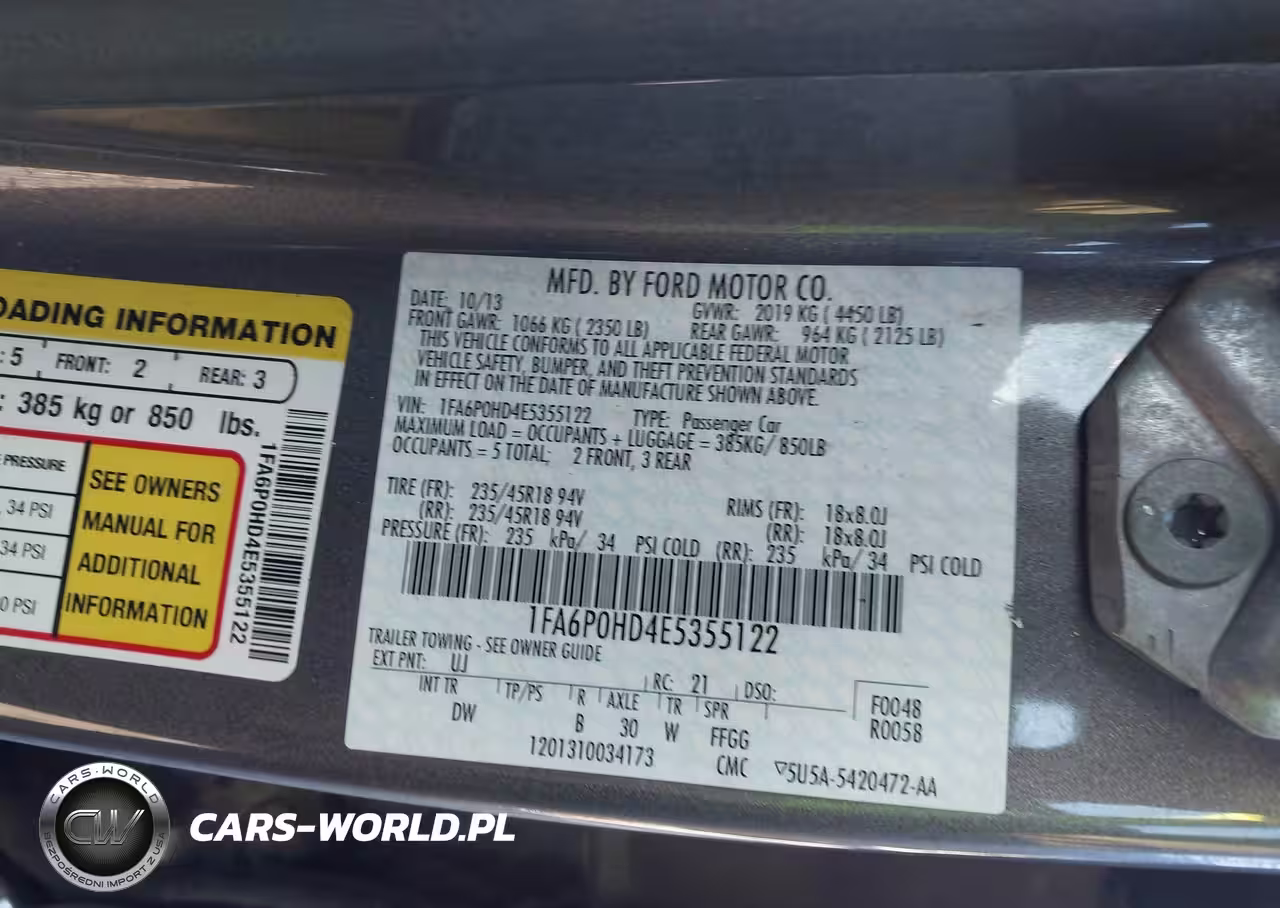 OADING INFORMATION
: 5 FRONT: 2 REAR: 3
: 385 kg or 850 lbs.
PRESSURE
34 PSI
34 PSI
0 PSI
SEE OWNERS
MANUAL FOR
ADDITIONAL
INFORMATION
1FA6P0HD4E5355122
MFD. BY FORD MOTOR CO.
DATE: 10/13 GVWR: 2019 KG ( 4450 LB)
FRONT GAWR: 1066 KG ( 2350 LB) REAR GAWR: 964 KG ( 2125 LB)
THIS VEHICLE CONFORMS TO ALL APPLICABLE FEDERAL MOTOR
VEHICLE SAFETY, BUMPER, AND THEFT PREVENTION STANDARDS
IN EFFECT ON THE DATE OF MANUFACTURE SHOWN ABOVE.
VIN: 1FA6P0HD4E5355122 TYPE: Passenger Car
MAXIMUM LOAD = OCCUPANTS + LUGGAGE = 385KG/ 850LB
OCCUPANTS = 5 TOTAL: 2 FRONT, 3 REAR
TIRE (FR): 235/45R18 94V RIMS (FR): 18x8.0J
(RR): 235/45R18 94V (RR): 18x8.0J
PRESSURE (FR): 235 kPa/ 34 PSI COLD (RR): 235 kPa/ 34 PSI COLD
1FA6P0HD4E5355122
TRAILER TOWING - SEE OWNER GUIDE
EXT PNT: UJ RC: 21 DSO:
INT TR TP/PS R AXLE TR SPR F0048
DW B 30 W FFGG R0058
1201310034173 CMC ▽5U5A-5420472-AA
CARS-WORLD
CW
BEZPOŚREDNI IMPORT Z USA
CARS-WORLD.PL